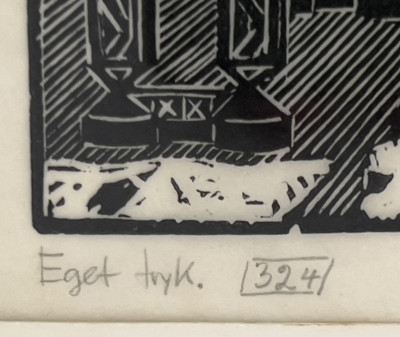 Eget tryk. 324